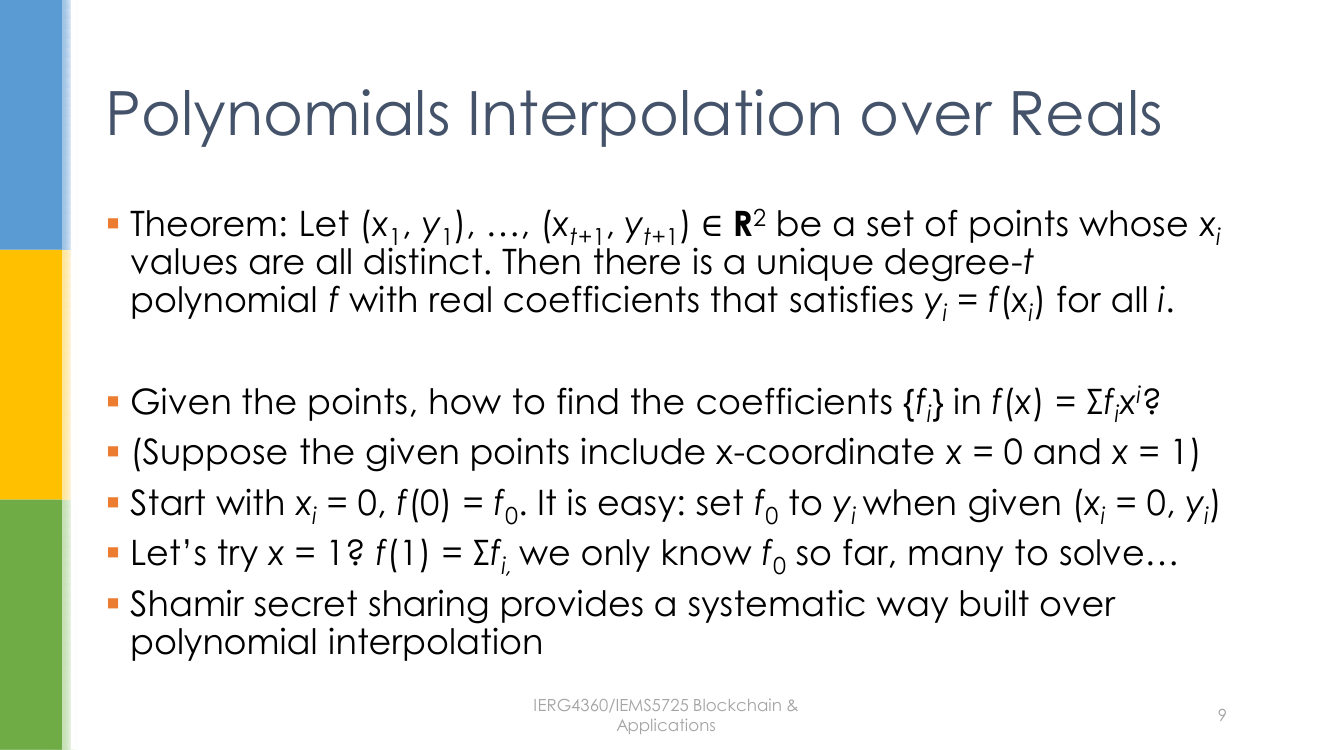 Polynomials Interpolation over Reals
▪ Theorem: Let (x₁, y₁), …, (xₜ₊₁, yₜ₊₁) ∈ R² be a set of points whose xᵢ
values are all distinct. Then there is a unique degree-t
polynomial f with real coefficients that satisfies yᵢ = f(xᵢ) for all i.
▪ Given the points, how to find the coefficients {fᵢ} in f(x) = Σfᵢxⁱ?
▪ (Suppose the given points include x-coordinate x = 0 and x = 1)
▪ Start with xᵢ = 0, f(0) = f₀. It is easy: set f₀ to yᵢ when given (xᵢ = 0, yᵢ)
▪ Let’s try x = 1? f(1) = Σfᵢ, we only know f₀ so far, many to solve…
▪ Shamir secret sharing provides a systematic way built over
polynomial interpolation
IERG4360/IEMS5725 Blockchain &
Applications
9